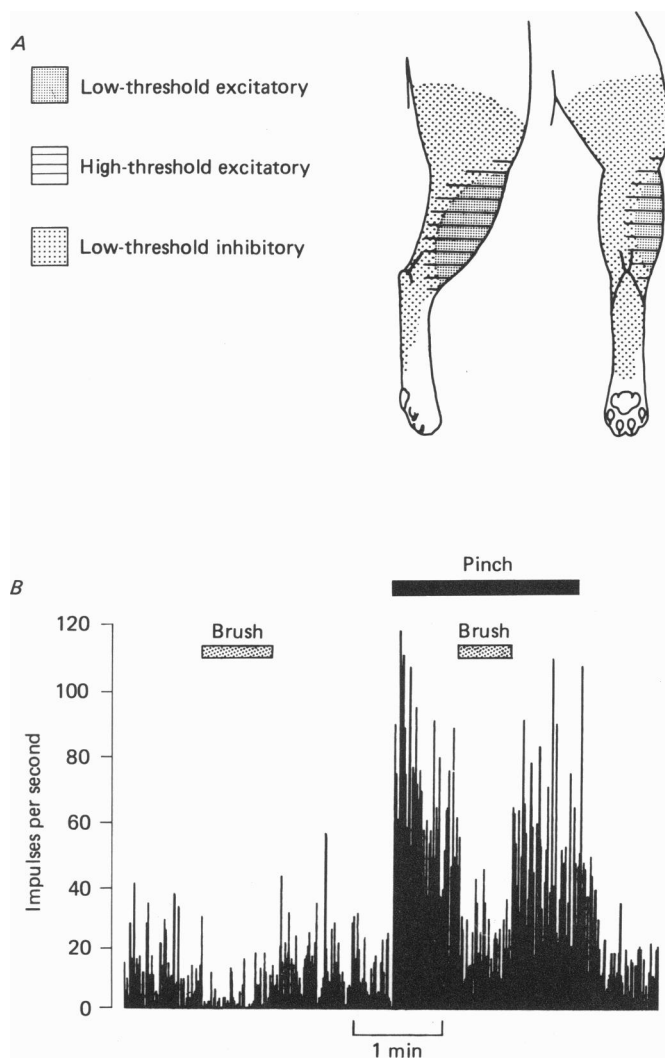 A
Low-threshold excitatory
High-threshold excitatory
Low-threshold inhibitory
B
Pinch
Brush
Brush
120
100
80
60
40
20
0
Impulses per second
1 min